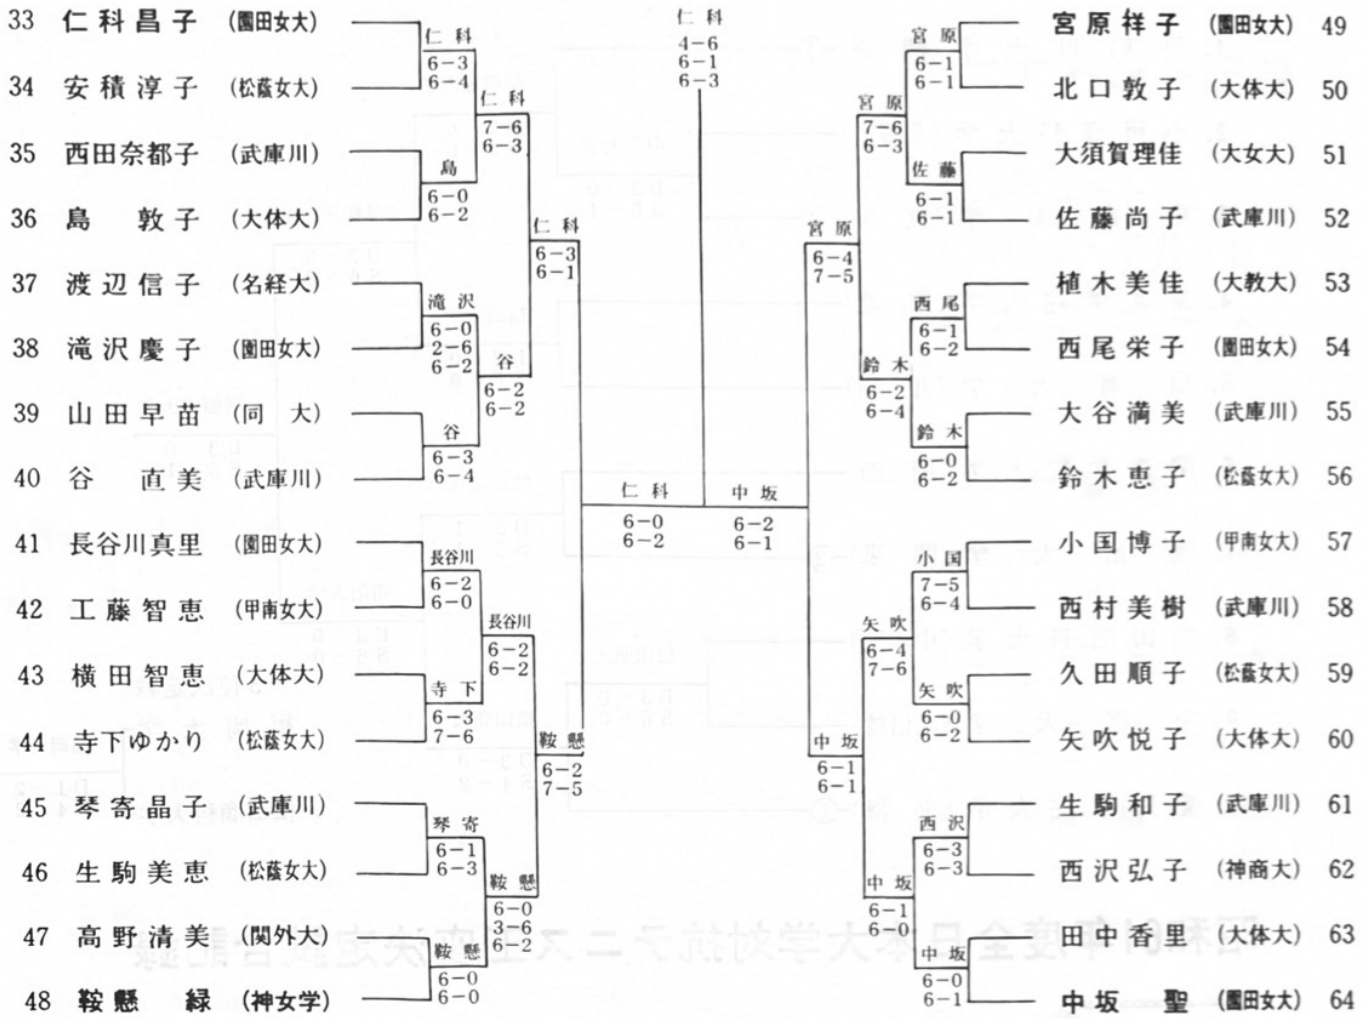 33 仁科昌子 (園田女大)
34 安積淳子 (松蔭女大)
35 西田奈都子 (武庫川)
36 島 敦子 (大体大)
37 渡辺信子 (名経大)
38 滝沢慶子 (園田女大)
39 山田早苗 (同 大)
40 谷 直美 (武庫川)
41 長谷川真里 (園田女大)
42 工藤智恵 (甲南女大)
43 横田智恵 (大体大)
44 寺下ゆかり (松蔭女大)
45 琴寄晶子 (武庫川)
46 生駒美恵 (松蔭女大)
47 高野清美 (関外大)
48 鞍懸 緑 (神女学)
仁科
6-3
6-4
島
6-0
6-2
滝沢
6-0
2-6
6-2
谷
6-3
6-4
長谷川
6-2
6-0
寺下
6-3
7-6
琴寄
6-1
6-3
鞍懸
6-0
6-0
仁科
7-6
6-3
谷
6-2
6-2
長谷川
6-2
6-2
鞍懸
6-0
3-6
6-2
仁科
6-3
6-1
鞍懸
6-2
7-5
仁科
6-0
6-2
仁科
4-6
6-1
6-3
中坂
6-2
6-1
宮原
6-4
7-5
中坂
6-1
6-1
宮原
7-6
6-3
鈴木
6-2
6-4
矢吹
6-4
7-6
中坂
6-1
6-0
宮原
6-1
6-1
佐藤
6-1
6-1
西尾
6-1
6-2
鈴木
6-0
6-2
小国
7-5
6-4
矢吹
6-0
6-2
西沢
6-3
6-3
中坂
6-0
6-1
宮原祥子 (園田女大) 49
北口敦子 (大体大) 50
大須賀理佳 (大女大) 51
佐藤尚子 (武庫川) 52
植木美佳 (大教大) 53
西尾栄子 (園田女大) 54
大谷満美 (武庫川) 55
鈴木恵子 (松蔭女大) 56
小国博子 (甲南女大) 57
西村美樹 (武庫川) 58
久田順子 (松蔭女大) 59
矢吹悦子 (大体大) 60
生駒和子 (武庫川) 61
西沢弘子 (神商大) 62
田中香里 (大体大) 63
中坂 聖 (園田女大) 64